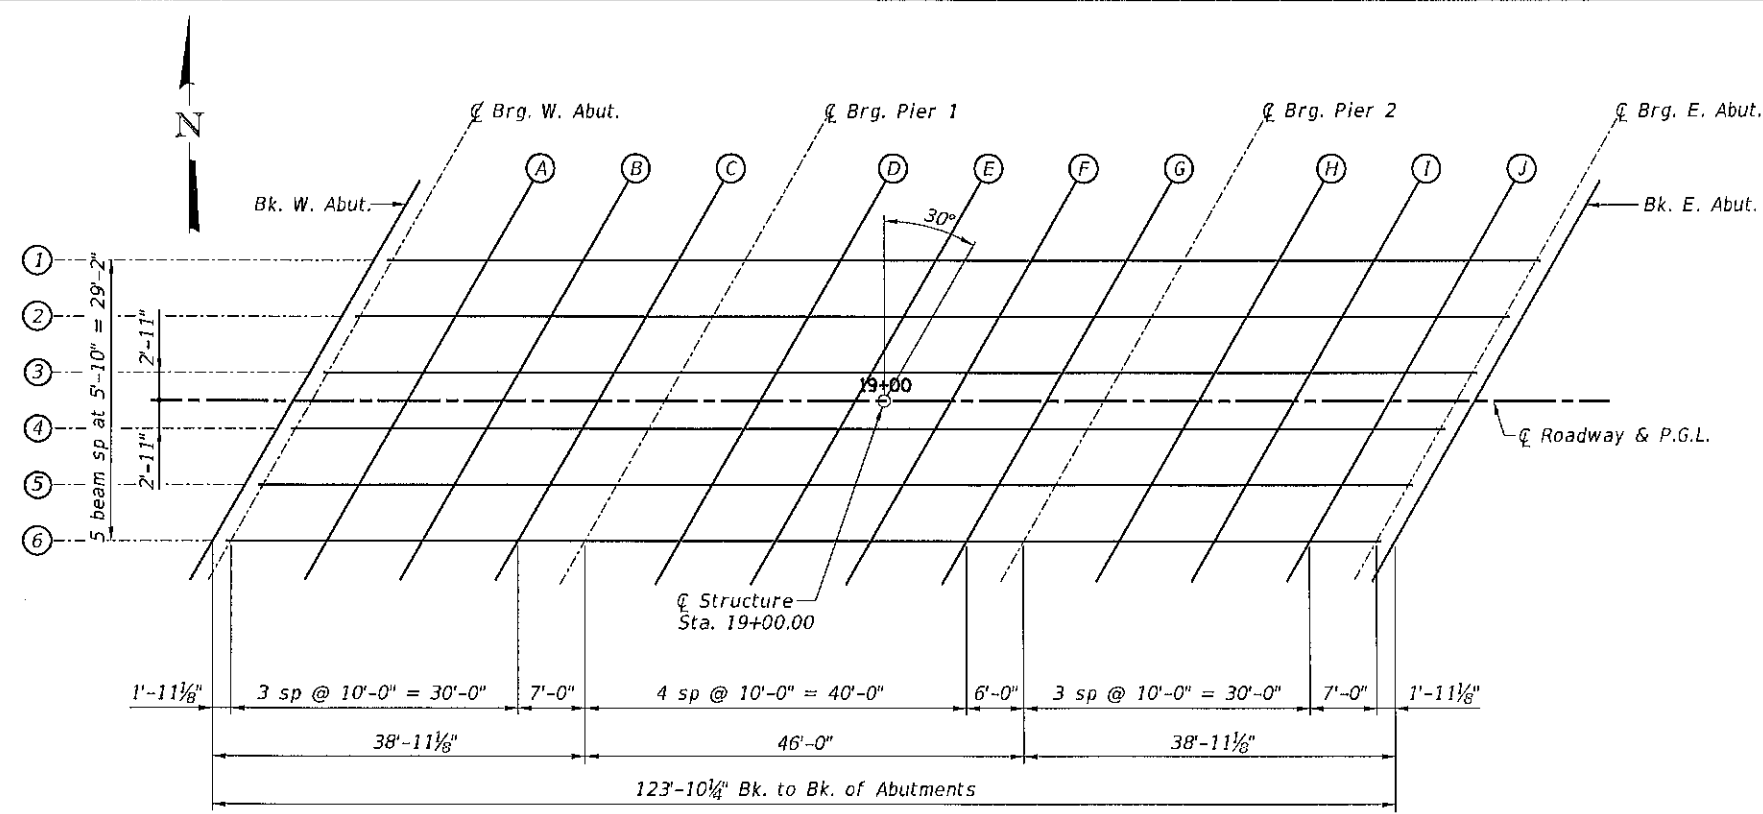 N
℄ Brg. W. Abut.
℄ Brg. Pier 1
℄ Brg. Pier 2
℄ Brg. E. Abut.
A
B
C
D
E
F
G
H
I
J
Bk. W. Abut.
Bk. E. Abut.
30°
1
2
3
4
5
6
5 beam sp at 5'-10" = 29'-2"
2'-11"
2'-11"
19+00
℄ Roadway & P.G.L.
℄ Structure
Sta. 19+00.00
1'-11⅛"
3 sp @ 10'-0" = 30'-0"
7'-0"
4 sp @ 10'-0" = 40'-0"
6'-0"
3 sp @ 10'-0" = 30'-0"
7'-0"
1'-11⅛"
38'-11⅛"
46'-0"
38'-11⅛"
123'-10¼" Bk. to Bk. of Abutments